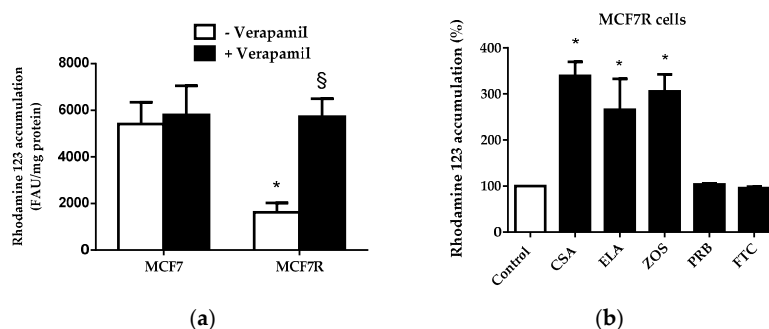 - Verapamil
+ Verapamil
Rhodamine 123 accumulation
(FAU/mg protein)
8000
6000
4000
2000
0
*
§
MCF7
MCF7R
(a)
MCF7R cells
Rhodamine 123 accumulation (%)
400
300
200
100
0
*
*
*
Control
CSA
ELA
ZOS
PRB
FTC
(b)